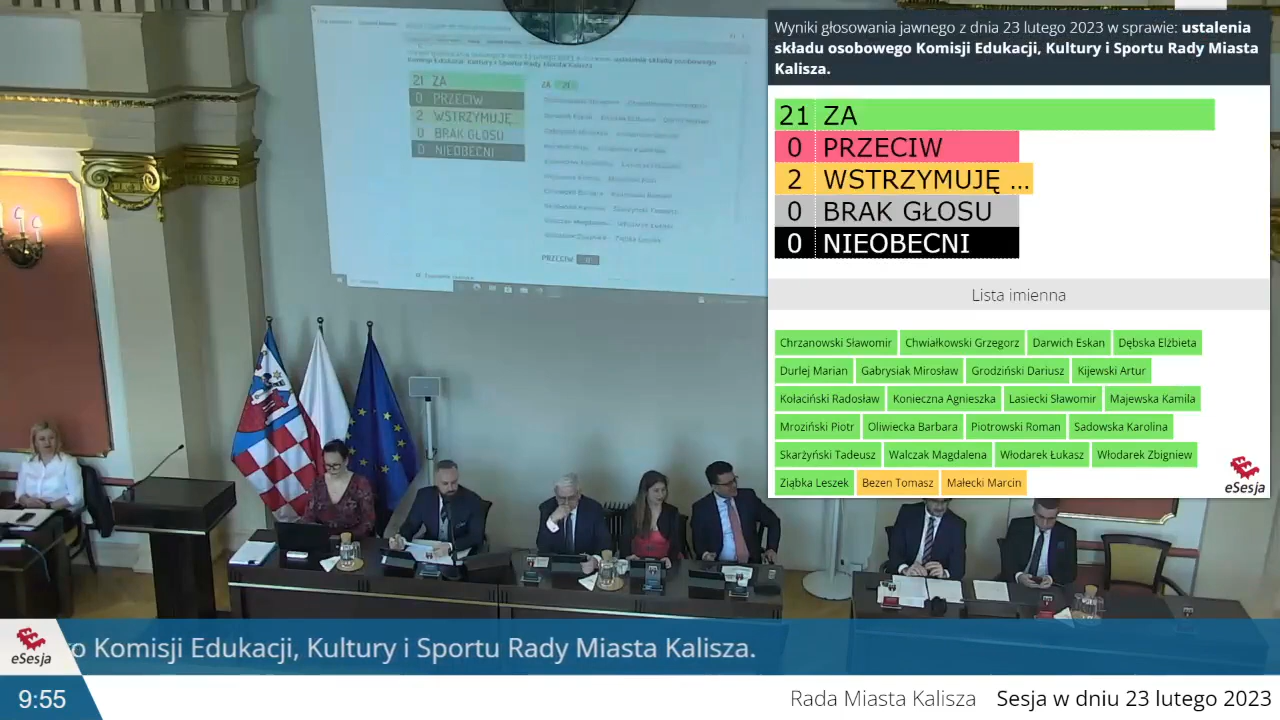 Wyniki głosowania jawnego z dnia 23 lutego 2023 w sprawie: ustalenia
składu osobowego Komisji Edukacji, Kultury i Sportu Rady Miasta
Kalisza.
21 ZA
0 PRZECIW
2 WSTRZYMUJĘ ...
0 BRAK GŁOSU
0 NIEOBECNI
Lista imienna
Chrzanowski Sławomir Chwiałkowski Grzegorz Darwich Eskan Dębska Elżbieta
Durlej Marian Gabrysiak Mirosław Grodziński Dariusz Kijewski Artur
Kołaciński Radosław Konieczna Agnieszka Lasiecki Sławomir Majewska Kamila
Mroziński Piotr Oliwiecka Barbara Piotrowski Roman Sadowska Karolina
Skarżyński Tadeusz Walczak Magdalena Włodarek Łukasz Włodarek Zbigniew
Ziąbka Leszek Bezen Tomasz Małecki Marcin
eSesja
21 ZA
0 PRZECIW
2 WSTRZYMUJĘ
0 BRAK GŁOSU
0 NIEOBECNI
ZA 21
PRZECIW 0
eSesja
o Komisji Edukacji, Kultury i Sportu Rady Miasta Kalisza.
9:55
Rada Miasta Kalisza Sesja w dniu 23 lutego 2023